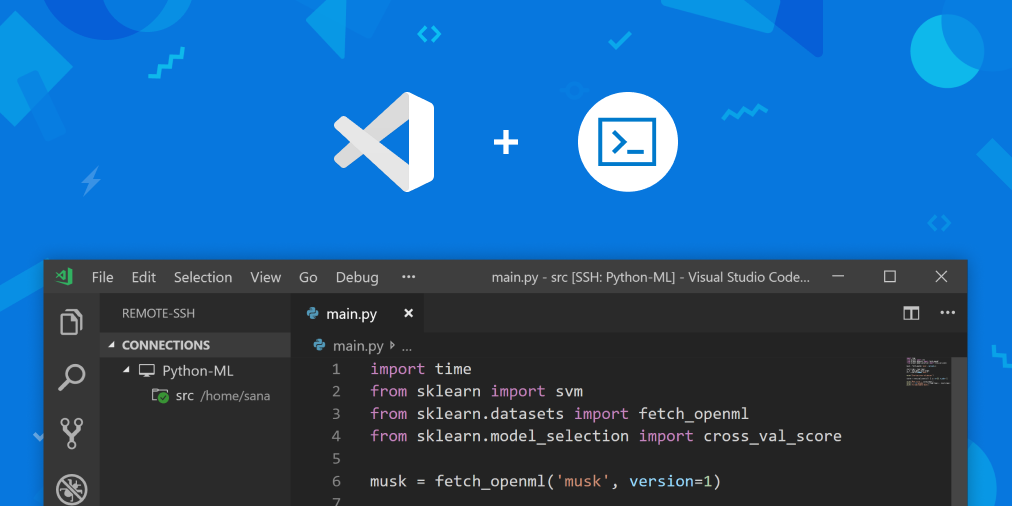 +
File Edit Selection View Go Debug ··· main.py - src [SSH: Python-ML] - Visual Studio Code...
REMOTE-SSH
main.py ×
CONNECTIONS
main.py ...
Python-ML
src /home/sana
1 import time
2 from sklearn import svm
3 from sklearn.datasets import fetch_openml
4 from sklearn.model_selection import cross_val_score
5
6 musk = fetch_openml('musk', version=1)
7